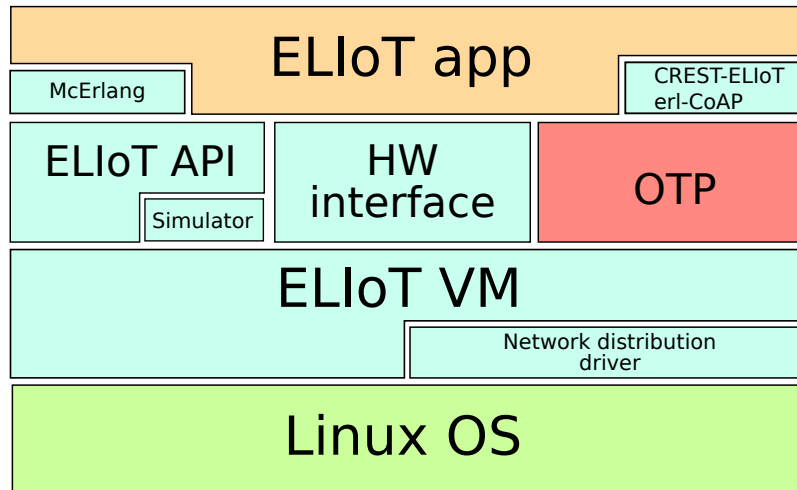 ELIoT app
McErlang
CREST-ELIoT
erl-CoAP
ELIoT API
Simulator
HW
interface
OTP
ELIoT VM
Network distribution
driver
Linux OS